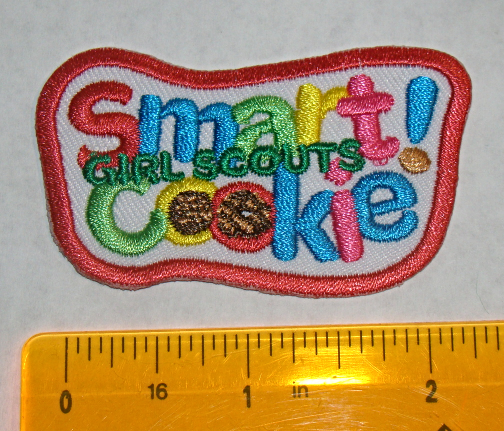 Smart!
GIRL SCOUTS
Cookie
0 16 1 in 2